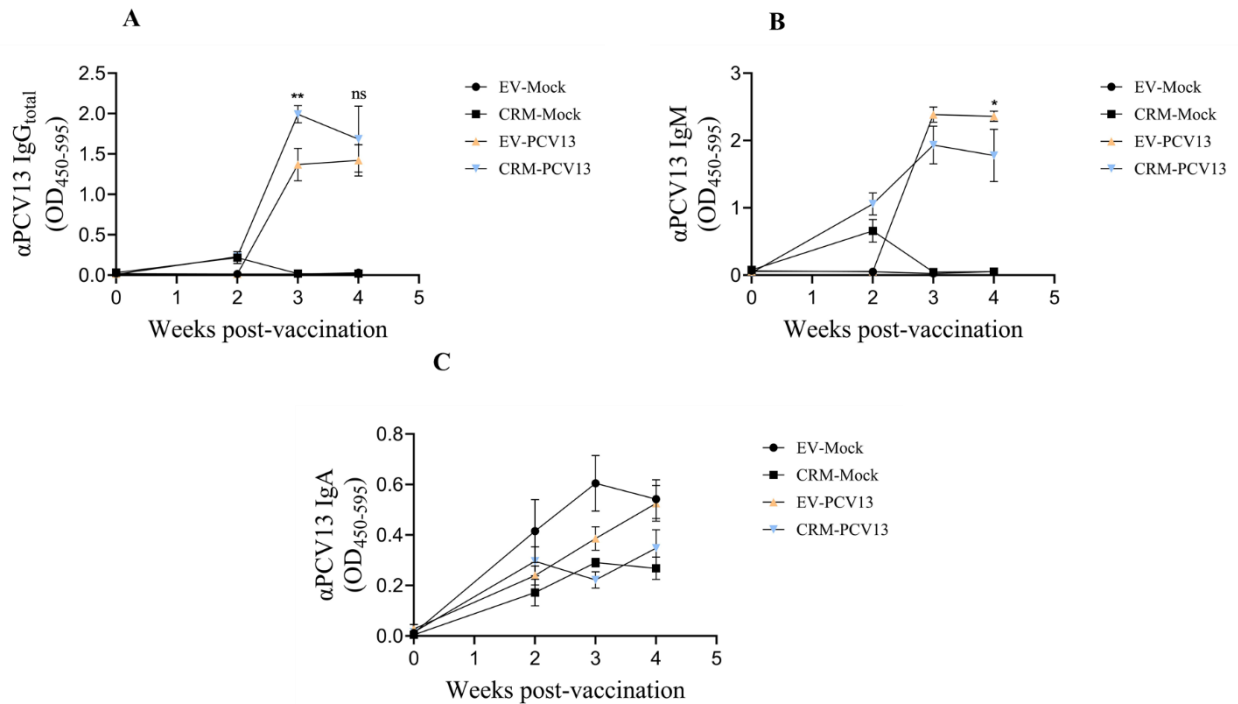 A
αPCV13 IgGtotal
(OD450-595)
2.5
2.0
1.5
1.0
0.5
0.0
0 1 2 3 4 5
Weeks post-vaccination
**
ns
EV-Mock
CRM-Mock
EV-PCV13
CRM-PCV13
B
αPCV13 IgM
(OD450-595)
3
2
1
0
0 1 2 3 4 5
Weeks post-vaccination
*
EV-Mock
CRM-Mock
EV-PCV13
CRM-PCV13
C
αPCV13 IgA
(OD450-595)
0.8
0.6
0.4
0.2
0.0
0 1 2 3 4 5
Weeks post-vaccination
EV-Mock
CRM-Mock
EV-PCV13
CRM-PCV13